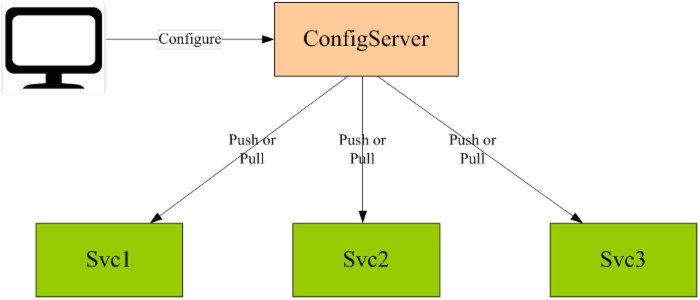 Configure
ConfigServer
Push or
Pull
Push or
Pull
Push or
Pull
Svc1
Svc2
Svc3